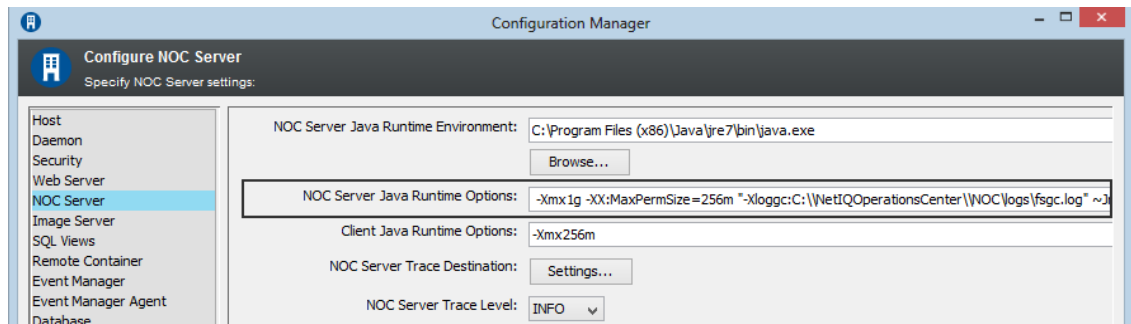 Configuration Manager
Configure NOC Server
Specify NOC Server settings:
Host
Daemon
Security
Web Server
NOC Server
Image Server
SQL Views
Remote Container
Event Manager
Event Manager Agent
Database
NOC Server Java Runtime Environment: C:\Program Files (x86)\Java\jre7\bin\java.exe
Browse...
NOC Server Java Runtime Options: -Xmx1g -XX:MaxPermSize=256m "-Xloggc:C:\\NetIQOperationsCenter\\NOC\logs\fsgc.log"
Client Java Runtime Options: -Xmx256m
NOC Server Trace Destination: Settings...
NOC Server Trace Level: INFO